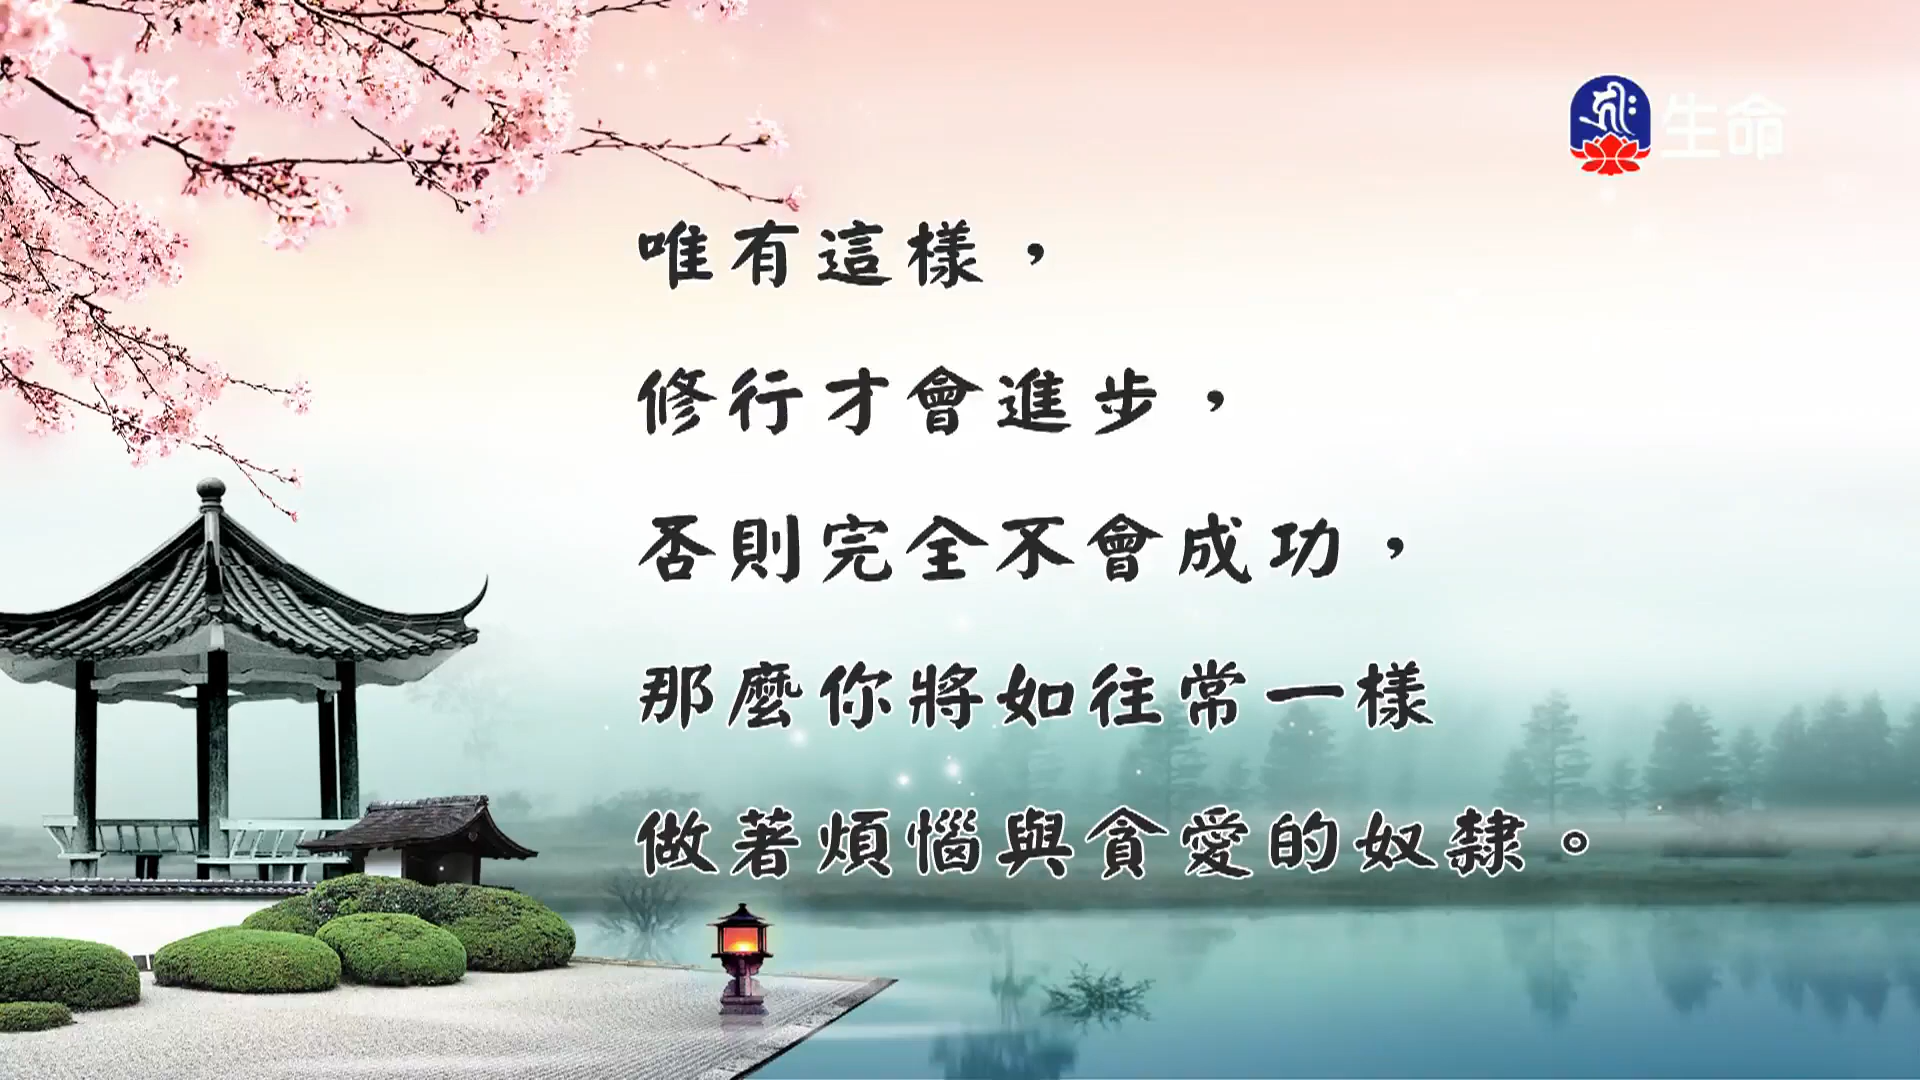 生命
唯有這樣，
修行才會進步，
否則完全不會成功，
那麼你將如往常一樣
做著煩惱與貪愛的奴隸。